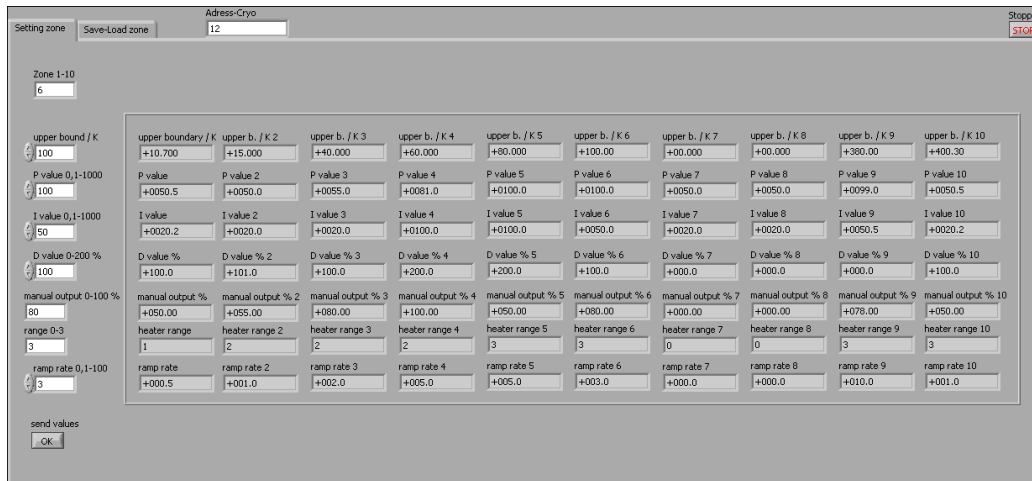 Adress-Cryo
Stopp
Setting zone Save-Load zone 12 STOP
Zone 1-10
6
upper bound / K upper boundary / K upper b. / K 2 upper b. / K 3 upper b. / K 4 upper b. / K 5 upper b. / K 6 upper b. / K 7 upper b. / K 8 upper b. / K 9 upper b. / K 10
100 +10.700 +15.000 +40.000 +60.000 +80.000 +100.00 +00.000 +00.000 +380.00 +400.30
P value 0,1-1000 P value P value 2 P value 3 P value 4 P value 5 P value 6 P value 7 P value 8 P value 9 P value 10
100 +0050.5 +0050.0 +0055.0 +0081.0 +0100.0 +0100.0 +0050.0 +0050.0 +0099.0 +0050.5
I value 0,1-1000 I value I value 2 I value 3 I value 4 I value 5 I value 6 I value 7 I value 8 I value 9 I value 10
50 +0020.2 +0020.0 +0020.0 +0100.0 +0100.0 +0050.0 +0020.0 +0020.0 +0050.5 +0020.2
D value 0-200 % D value % D value % 2 D value % 3 D value % 4 D value % 5 D value % 6 D value % 7 D value % 8 D value % 9 D value % 10
100 +100.0 +101.0 +100.0 +200.0 +200.0 +100.0 +000.0 +000.0 +000.0 +100.0
manual output 0-100 % manual output % manual output % 2 manual output % 3 manual output % 4 manual output % 5 manual output % 6 manual output % 7 manual output % 8 manual output % 9 manual output % 10
80 +050.00 +055.00 +080.00 +100.00 +050.00 +080.00 +000.00 +000.00 +078.00 +050.00
range 0-3 heater range heater range 2 heater range 3 heater range 4 heater range 5 heater range 6 heater range 7 heater range 8 heater range 9 heater range 10
3 1 2 2 2 3 3 0 0 3 3
ramp rate 0,1-100 ramp rate ramp rate 2 ramp rate 3 ramp rate 4 ramp rate 5 ramp rate 6 ramp rate 7 ramp rate 8 ramp rate 9 ramp rate 10
3 +000.5 +001.0 +002.0 +005.0 +005.0 +003.0 +000.0 +000.0 +010.0 +001.0
send values
OK